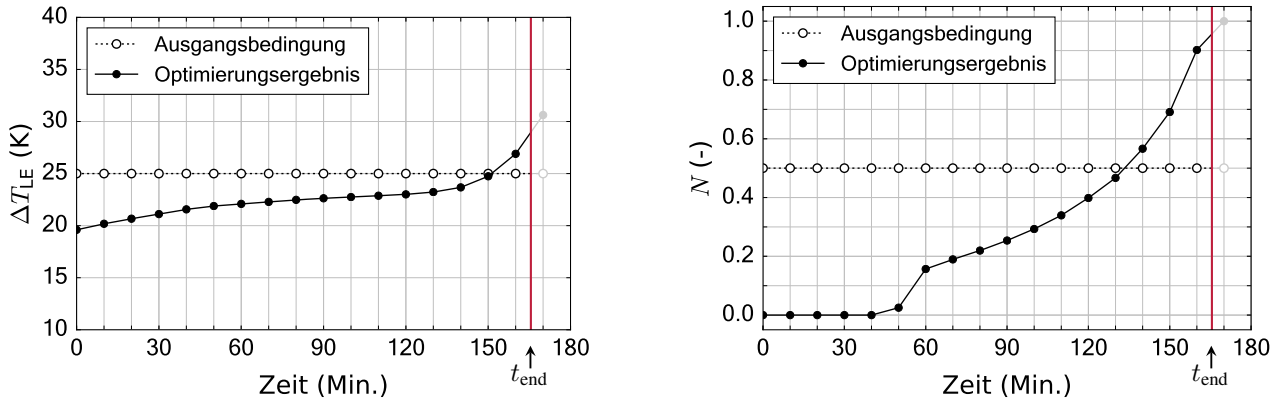 40
35
30
25
20
15
10
ΔT_LE (K)
Ausgangsbedingung
Optimierungsergebnis
0 30 60 90 120 150 180
Zeit (Min.)
t_end
1.0
0.8
0.6
0.4
0.2
0.0
N (-)
Ausgangsbedingung
Optimierungsergebnis
0 30 60 90 120 150 180
Zeit (Min.)
t_end